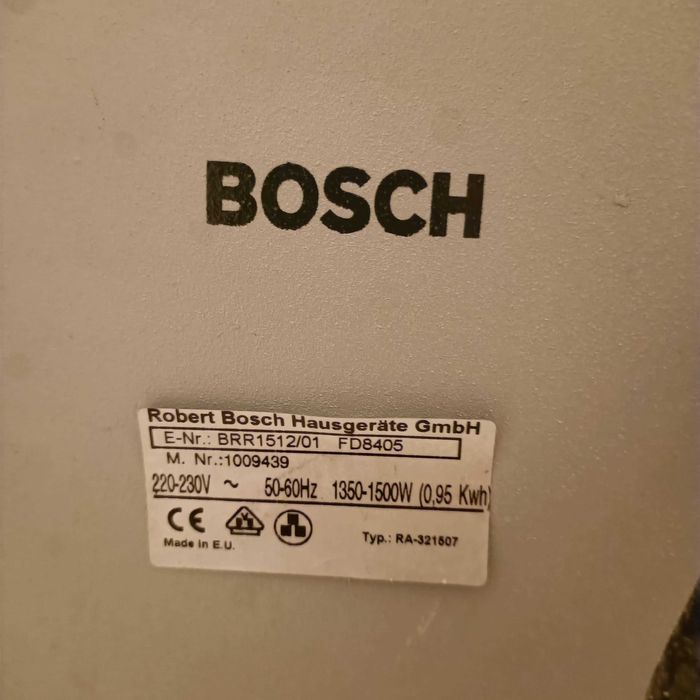 BOSCH
Robert Bosch Hausgeräte GmbH
E-Nr.: BRR1512/01 FD8405
M. Nr.:1009439
220-230V ~ 50-60Hz 1350-1500W (0,95 Kwh)
CE
Made in E.U. Typ.: RA-321507